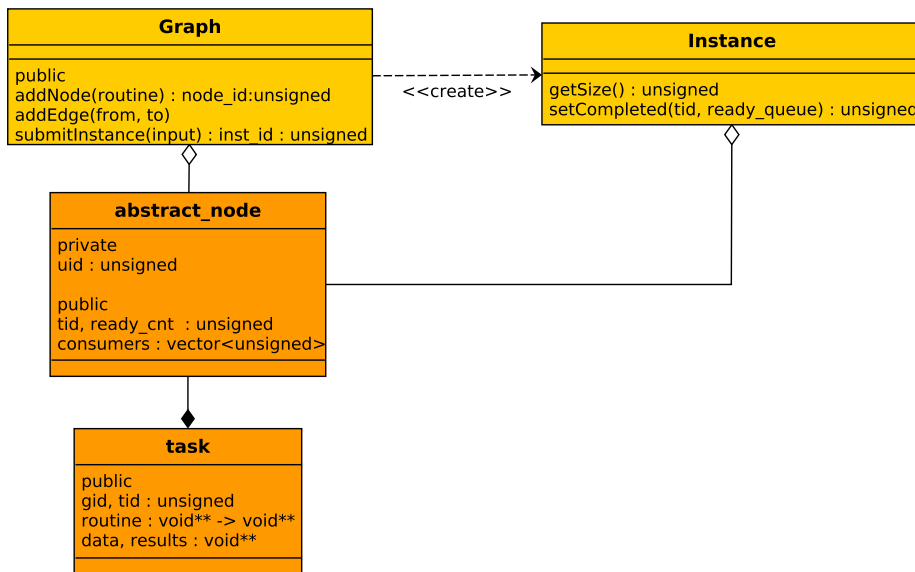 Graph
public
addNode(routine) : node_id:unsigned
addEdge(from, to)
submitInstance(input) : inst_id : unsigned
<<create>>
Instance
getSize() : unsigned
setCompleted(tid, ready_queue) : unsigned
abstract_node
private
uid : unsigned
public
tid, ready_cnt  : unsigned
consumers : vector<unsigned>
task
public
gid, tid : unsigned
routine : void** -> void**
data, results : void**